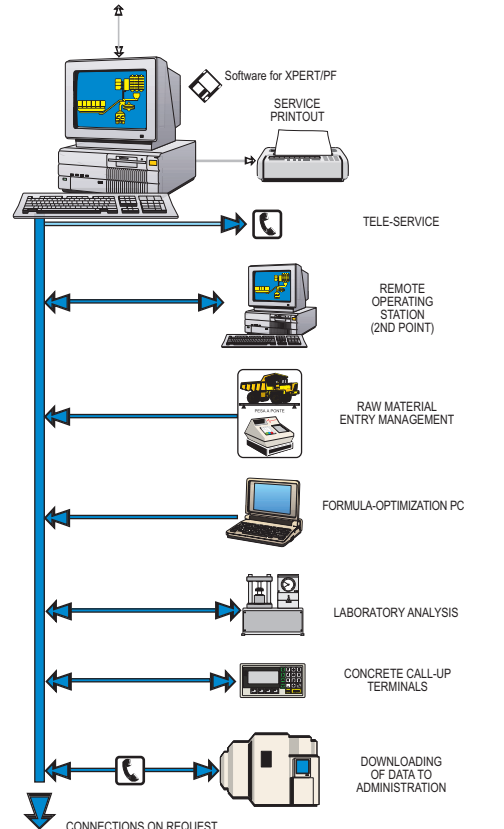 Software for XPERT/PF
SERVICE
PRINTOUT
TELE-SERVICE
REMOTE
OPERATING
STATION
(2ND POINT)
PESA A PONTE
RAW MATERIAL
ENTRY MANAGEMENT
FORMULA-OPTIMIZATION PC
LABORATORY ANALYSIS
CONCRETE CALL-UP
TERMINALS
DOWNLOADING
OF DATA TO
ADMINISTRATION
CONNECTIONS ON REQUEST